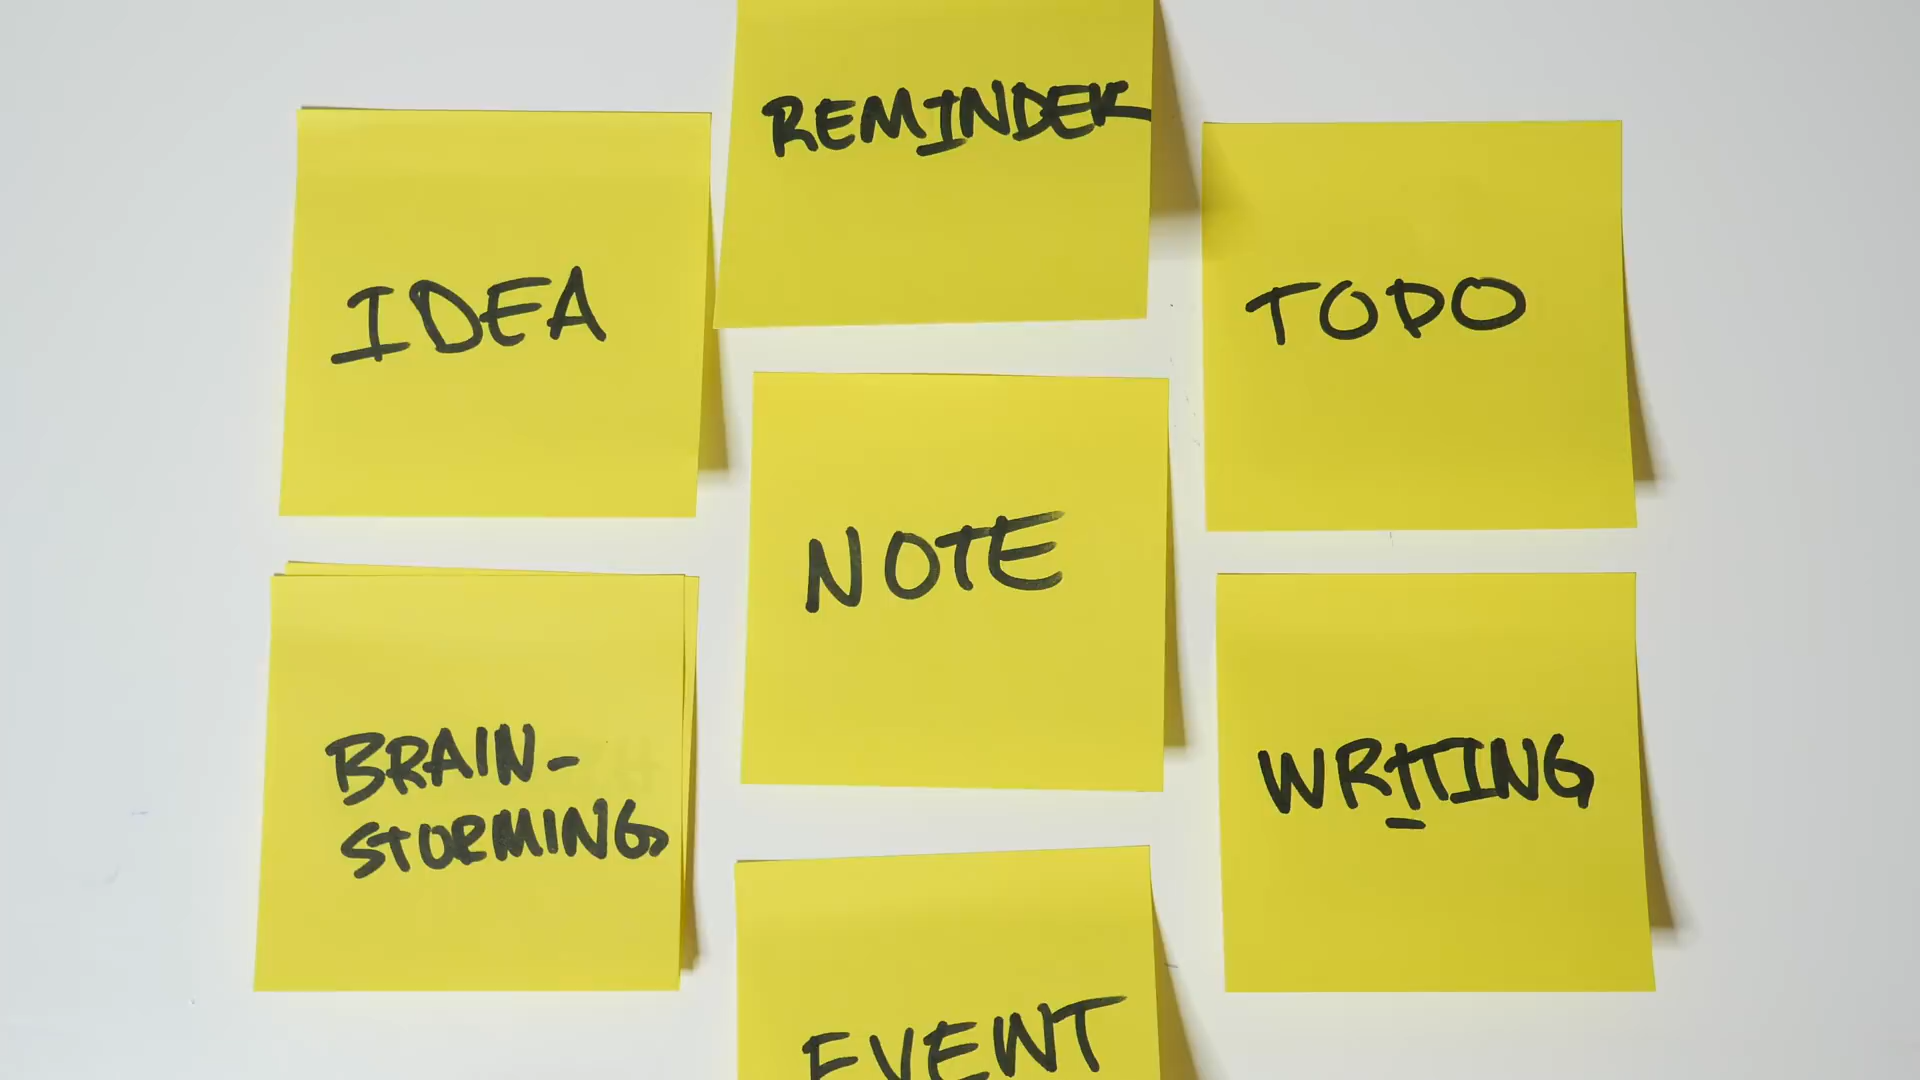 REMINDER
IDEA
TODO
NOTE
BRAIN-
STORMING
WRITING
EVENT